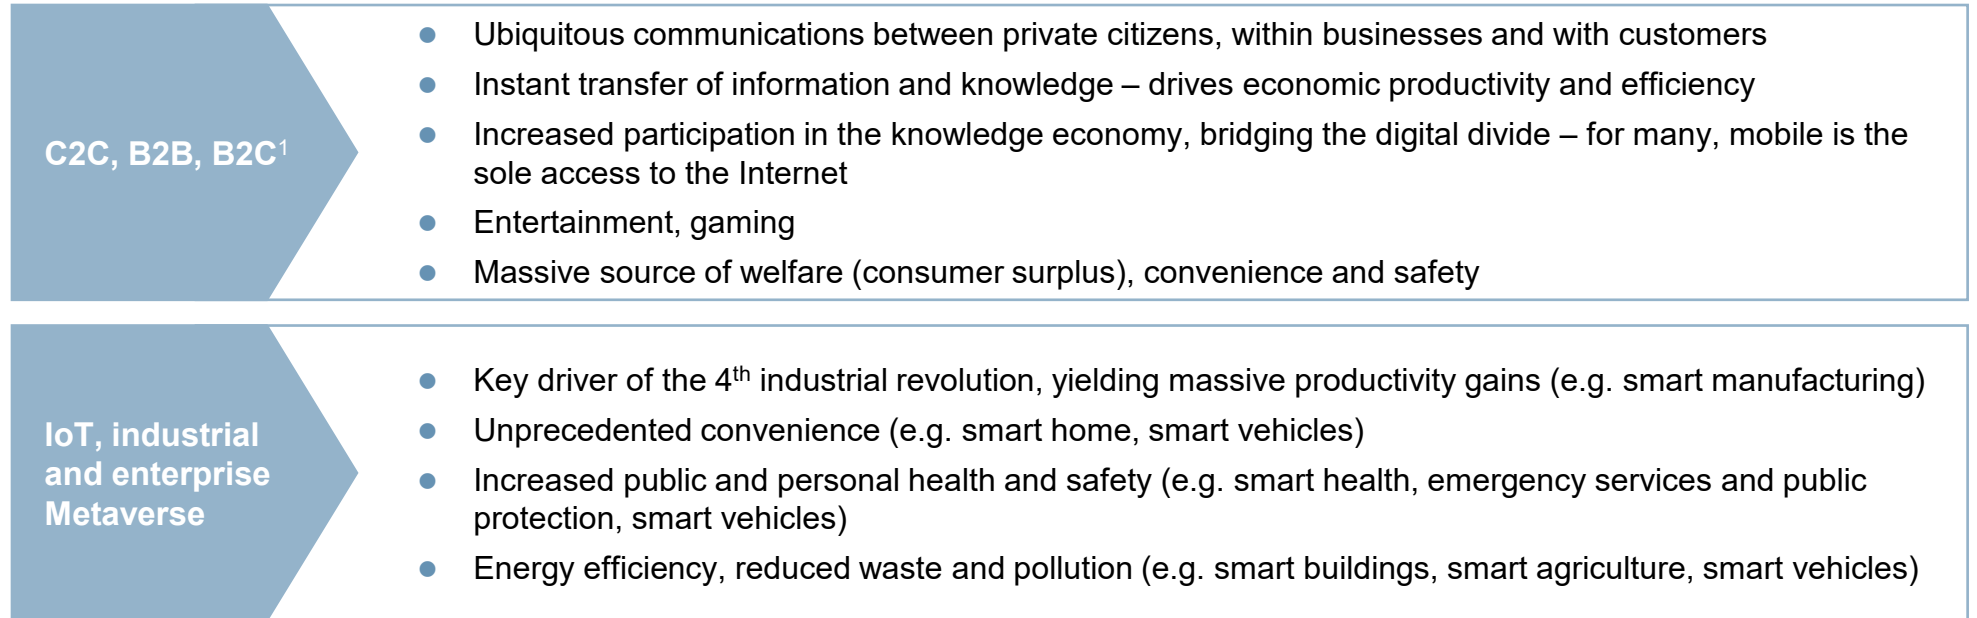 C2C, B2B, B2C¹
● Ubiquitous communications between private citizens, within businesses and with customers
● Instant transfer of information and knowledge – drives economic productivity and efficiency
● Increased participation in the knowledge economy, bridging the digital divide – for many, mobile is the
sole access to the Internet
● Entertainment, gaming
● Massive source of welfare (consumer surplus), convenience and safety
IoT, industrial
and enterprise
Metaverse
● Key driver of the 4th industrial revolution, yielding massive productivity gains (e.g. smart manufacturing)
● Unprecedented convenience (e.g. smart home, smart vehicles)
● Increased public and personal health and safety (e.g. smart health, emergency services and public
protection, smart vehicles)
● Energy efficiency, reduced waste and pollution (e.g. smart buildings, smart agriculture, smart vehicles)